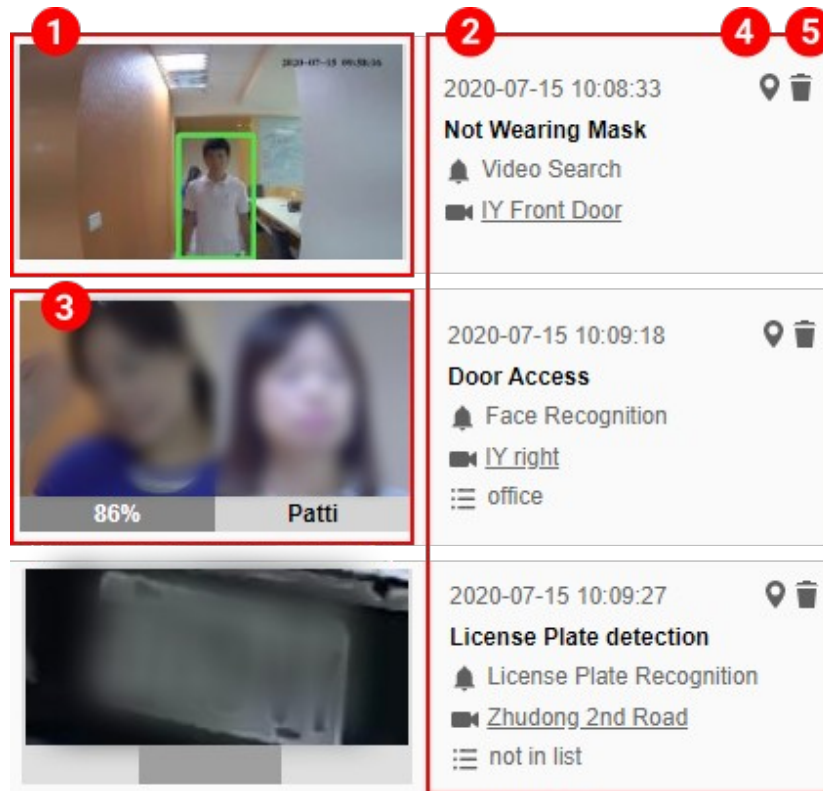 1
2
4
5
2020-07-15 10:08:33
Not Wearing Mask
Video Search
IY Front Door
3
2020-07-15 10:09:18
Door Access
Face Recognition
IY right
office
86%
Patti
2020-07-15 10:09:27
License Plate detection
License Plate Recognition
Zhudong 2nd Road
not in list